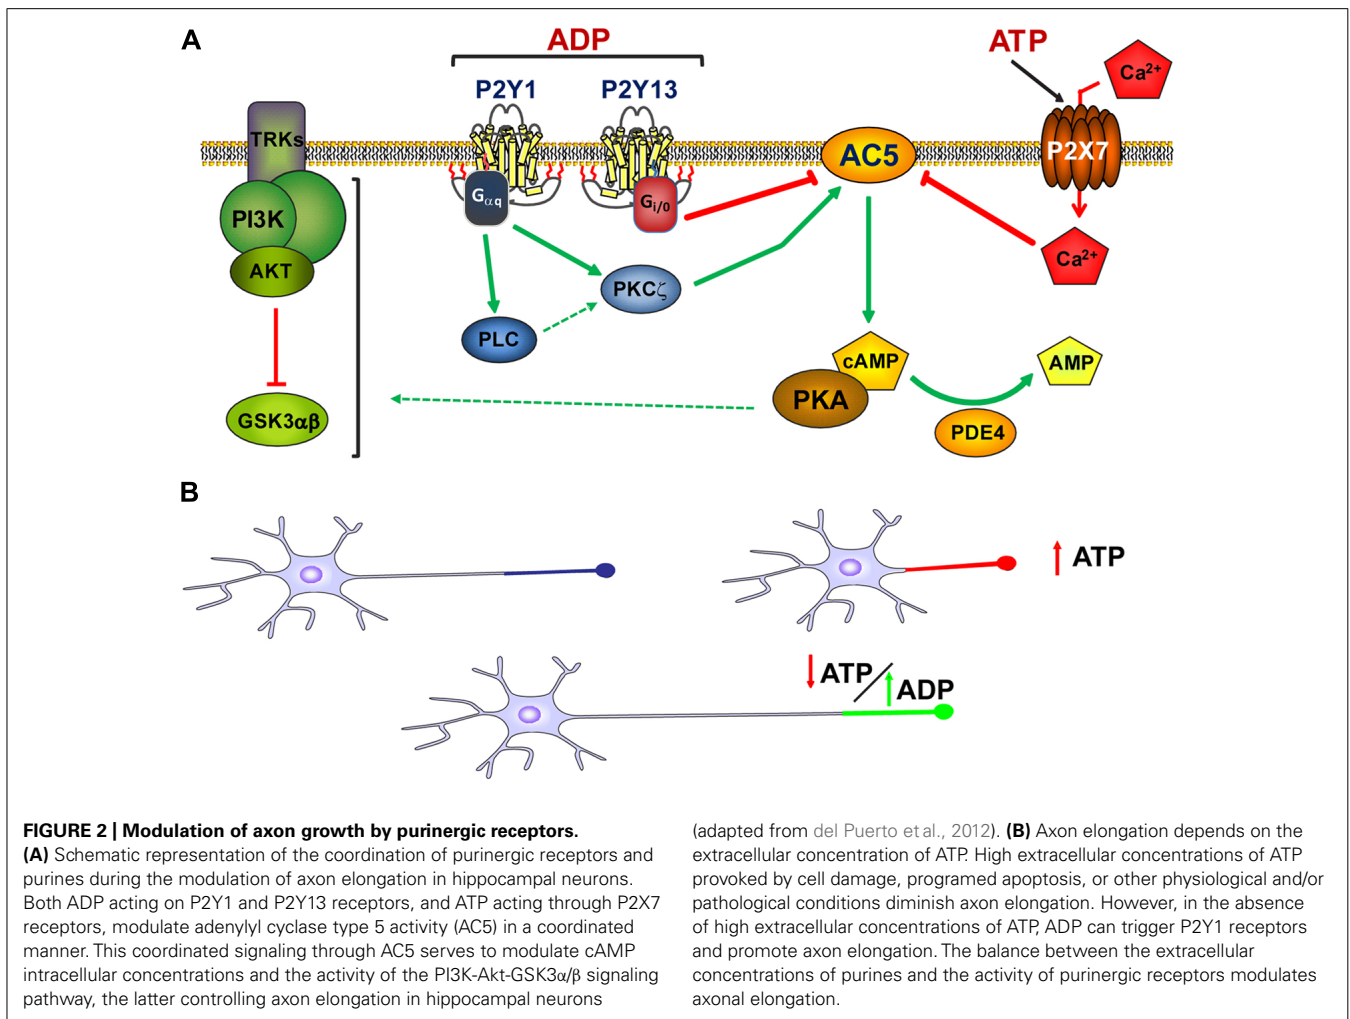 A
ADP
ATP
P2Y1
P2Y13
Ca2+
TRKs
AC5
P2X7
PI3K
Gαq
Gi/0
AKT
PKCζ
Ca2+
PLC
cAMP
AMP
PKA
GSK3αβ
PDE4
B
ATP
ATP
ADP
FIGURE 2 | Modulation of axon growth by purinergic receptors.
(A) Schematic representation of the coordination of purinergic receptors and
purines during the modulation of axon elongation in hippocampal neurons.
Both ADP acting on P2Y1 and P2Y13 receptors, and ATP acting through P2X7
receptors, modulate adenylyl cyclase type 5 activity (AC5) in a coordinated
manner. This coordinated signaling through AC5 serves to modulate cAMP
intracellular concentrations and the activity of the PI3K-Akt-GSK3α/β signaling
pathway, the latter controlling axon elongation in hippocampal neurons
(adapted from del Puerto et al., 2012). (B) Axon elongation depends on the
extracellular concentration of ATP. High extracellular concentrations of ATP
provoked by cell damage, programed apoptosis, or other physiological and/or
pathological conditions diminish axon elongation. However, in the absence
of high extracellular concentrations of ATP, ADP can trigger P2Y1 receptors
and promote axon elongation. The balance between the extracellular
concentrations of purines and the activity of purinergic receptors modulates
axonal elongation.